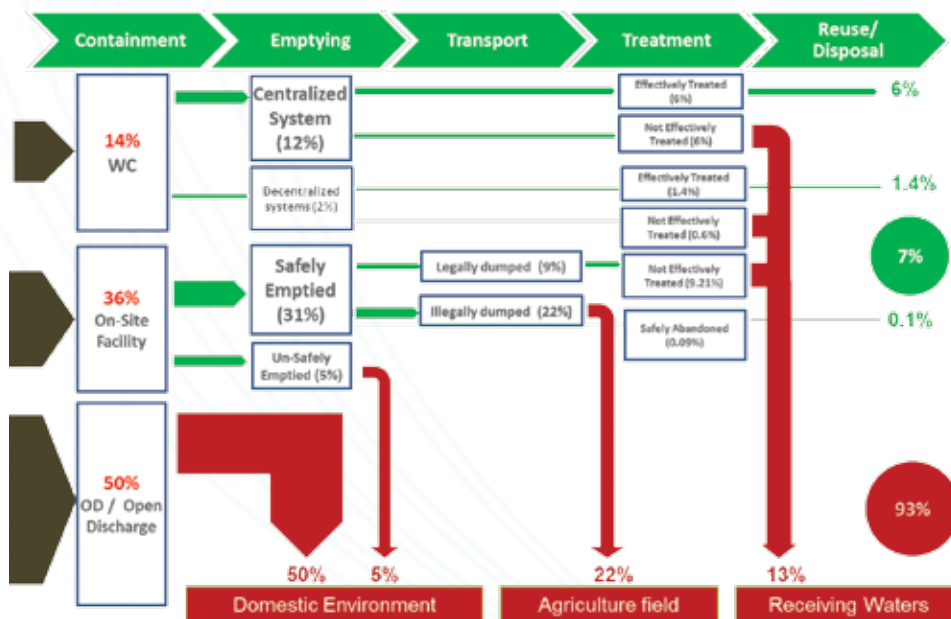 Containment
Emptying
Transport
Treatment
Reuse/
Disposal
14%
WC
Centralized
System
(12%)
Decentralized
systems (2%)
Effectively Treated
(6%)
Not Effectively
Treated (6%)
Effectively Treated
(1.4%)
Not Effectively
Treated (0.6%)
6%
1.4%
7%
36%
On-Site
Facility
Safely
Emptied
(31%)
Un-Safely
Emptied (5%)
Legally dumped (9%)
Illegally dumped (22%)
Not Effectively
Treated (9.21%)
Safely Abandoned
(0.09%)
0.1%
50%
OD / Open
Discharge
93%
50%
5%
22%
13%
Domestic Environment
Agriculture field
Receiving Waters